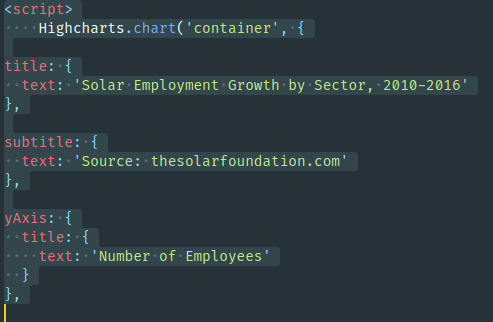 <script>
    Highcharts.chart('container', {

title: {
  text: 'Solar Employment Growth by Sector, 2010-2016'
},

subtitle: {
  text: 'Source: thesolarfoundation.com'
},

yAxis: {
  title: {
    text: 'Number of Employees'
  }
},